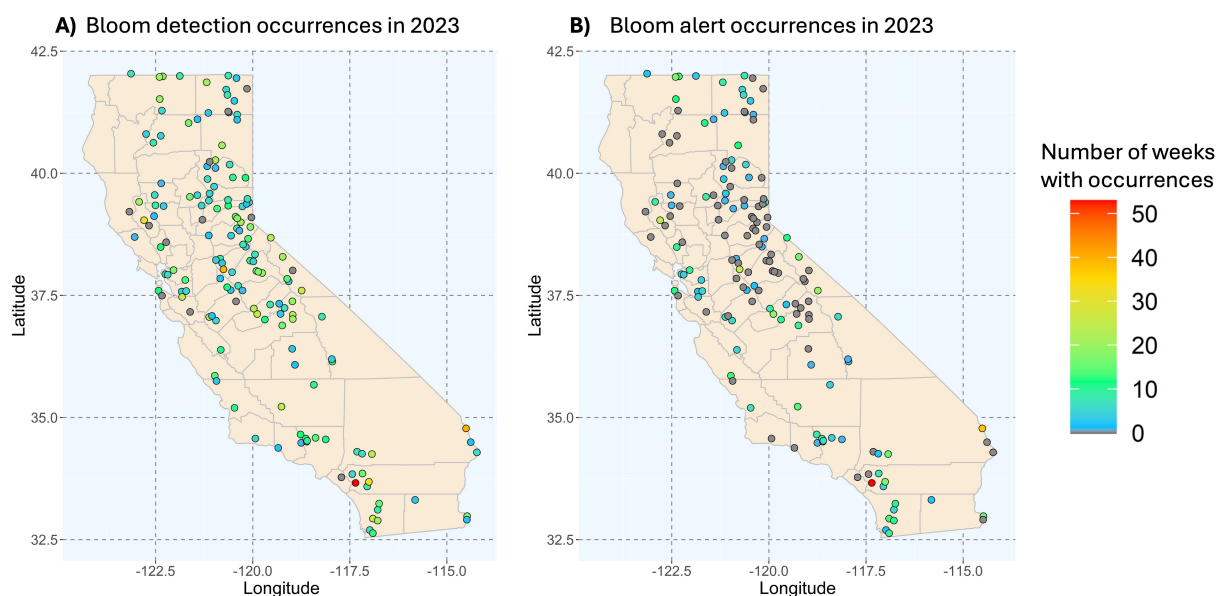 A) Bloom detection occurrences in 2023
42.5
40.0
37.5
35.0
32.5
Latitude
-122.5 -120.0 -117.5 -115.0
Longitude
B) Bloom alert occurrences in 2023
42.5
40.0
37.5
35.0
32.5
Latitude
-122.5 -120.0 -117.5 -115.0
Longitude
Number of weeks
with occurrences
50
40
30
20
10
0